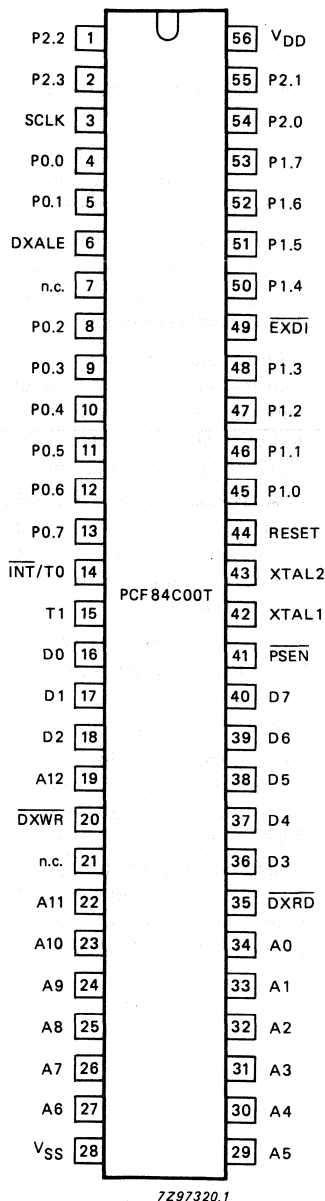 P2.2 1 56 VDD
P2.3 2 55 P2.1
SCLK 3 54 P2.0
P0.0 4 53 P1.7
P0.1 5 52 P1.6
DXALE 6 51 P1.5
n.c. 7 50 P1.4
P0.2 8 49 EXDI
P0.3 9 48 P1.3
P0.4 10 47 P1.2
P0.5 11 46 P1.1
P0.6 12 45 P1.0
P0.7 13 44 RESET
INT/T0 14 43 XTAL2
PCF84C00T
T1 15 42 XTAL1
D0 16 41 PSEN
D1 17 40 D7
D2 18 39 D6
A12 19 38 D5
DXWR 20 37 D4
n.c. 21 36 D3
A11 22 35 DXRD
A10 23 34 A0
A9 24 33 A1
A8 25 32 A2
A7 26 31 A3
A6 27 30 A4
VSS 28 29 A5
7Z97320.1